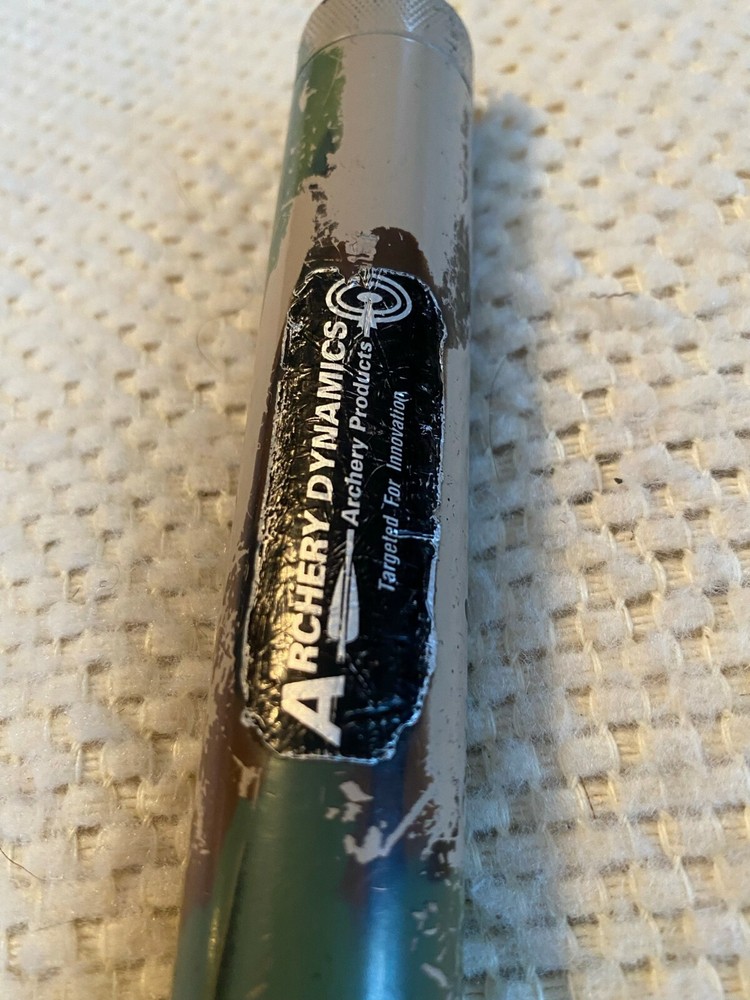 ARCHERY DYNAMICS
Archery Products
Targeted For Innovation